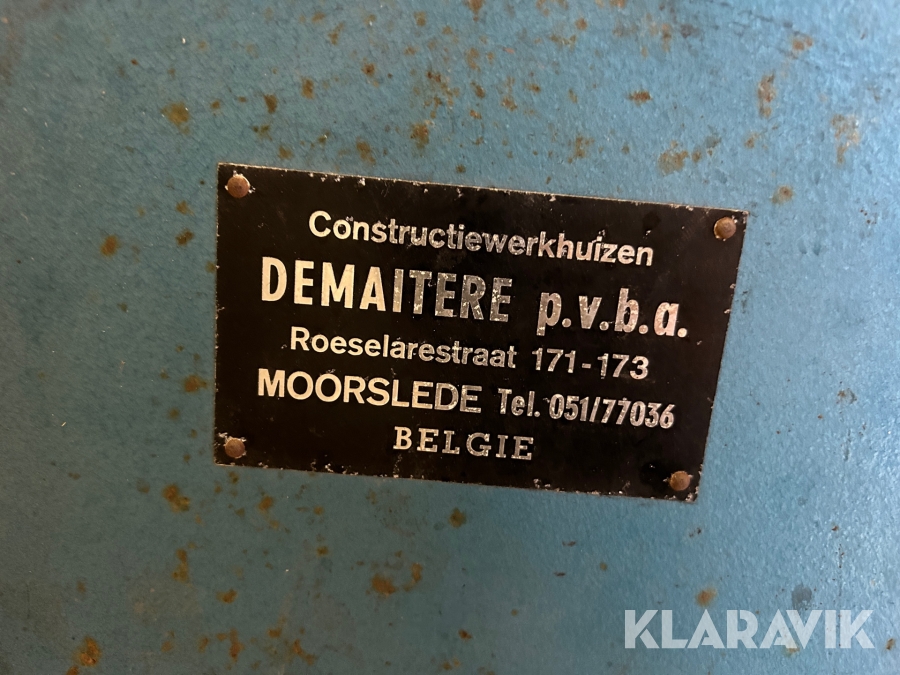 Constructiewerkhuizen
DEMAITERE p.v.b.a.
Roeselarestraat 171-173
MOORSLEDE Tel. 051/77036
BELGIE
KLARAVIK